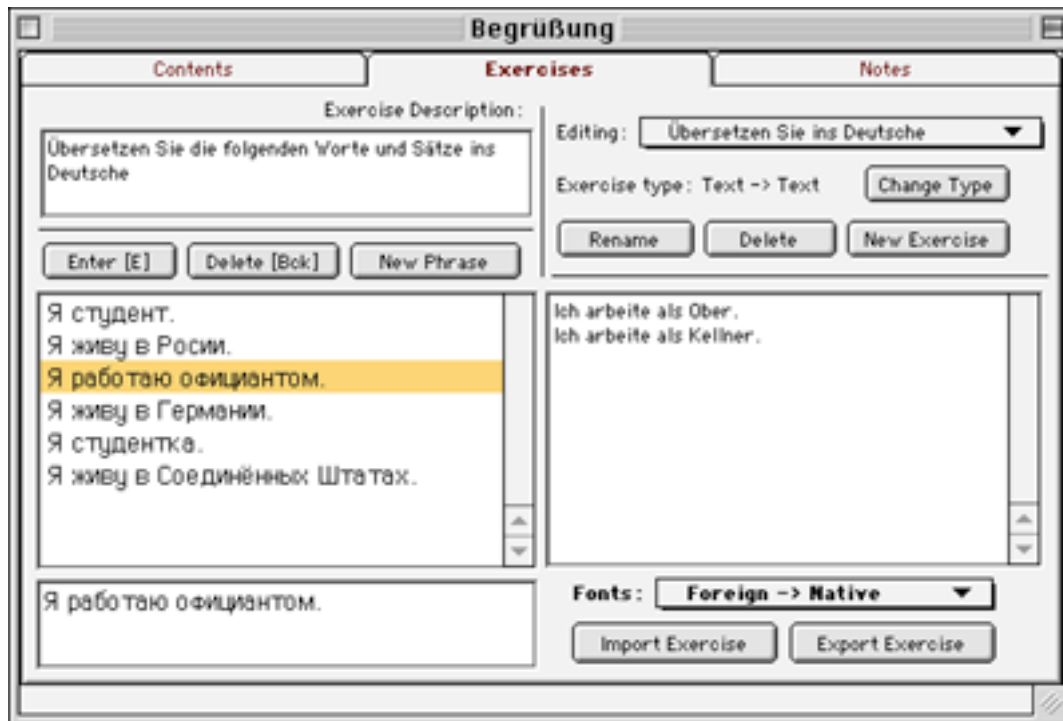 Begrüßung
Contents
Exercises
Notes
Exercise Description:
Übersetzen Sie die folgenden Worte und Sätze ins
Deutsche
Editing: Übersetzen Sie ins Deutsche
Exercise type: Text -> Text
Change Type
Rename
Delete
New Exercise
Enter [E]
Delete [Bck]
New Phrase
Я студент.
Я живу в Росии.
Я работаю официантом.
Я живу в Германии.
Я студентка.
Я живу в Соединённых Штатах.
Ich arbeite als Ober.
Ich arbeite als Kellner.
Я работаю официантом.
Fonts: Foreign -> Native
Import Exercise
Export Exercise